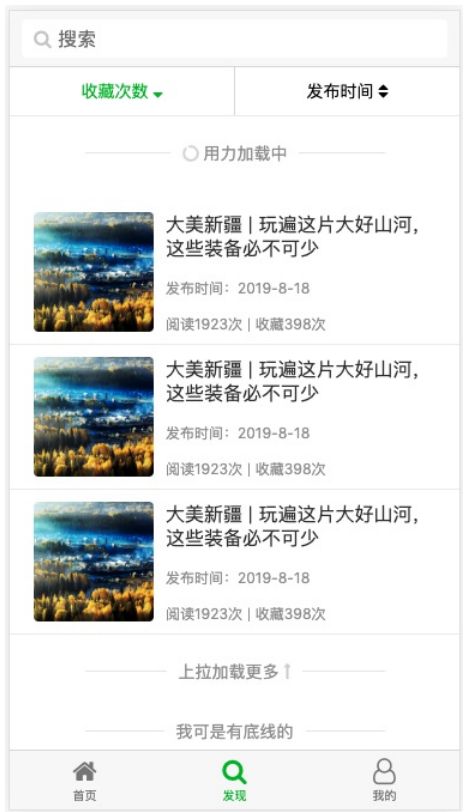 搜索
收藏次数
发布时间
用力加载中
大美新疆 | 玩遍这片大好山河,
这些装备必不可少
发布时间：2019-8-18
阅读1923次 | 收藏398次
大美新疆 | 玩遍这片大好山河,
这些装备必不可少
发布时间：2019-8-18
阅读1923次 | 收藏398次
大美新疆 | 玩遍这片大好山河,
这些装备必不可少
发布时间：2019-8-18
阅读1923次 | 收藏398次
上拉加载更多
我可是有底线的
首页
发现
我的